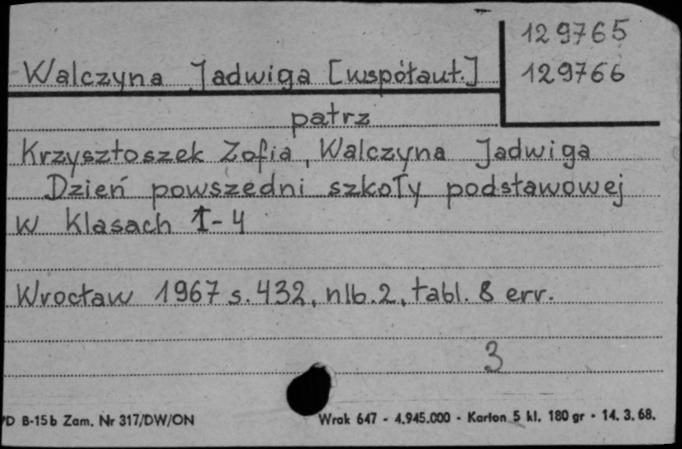 129765
Walczyna Jadwiga [współaut.] 129766
patrz
Krzysztoszek Zofia, Walczyna Jadwiga
Dzień powszedni szkoły podstawowej
w klasach 1-4
Wrocław 1967 s. 432, nlb. 2, tabl. 8 err.
3
D B-15b Zam. Nr 317/DW/ON Wrak 647 - 4.945.000 - Karton 5 kl. 180 gr - 14. 3. 68.